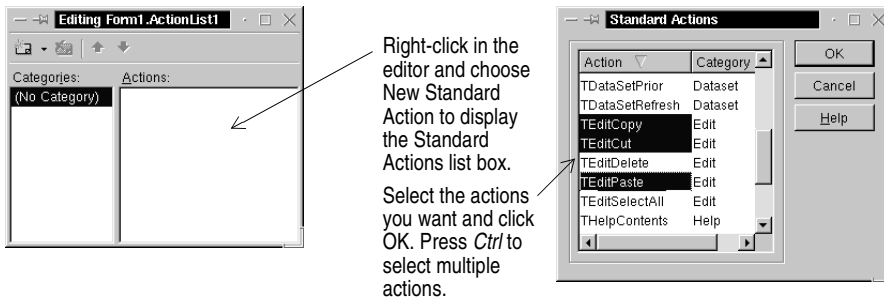 Editing Form1.ActionList1
Categories:
Actions:
(No Category)
Right-click in the
editor and choose
New Standard
Action to display
the Standard
Actions list box.
Select the actions
you want and click
OK. Press Ctrl to
select multiple
actions.
Standard Actions
Action Category
TDataSetPrior Dataset
TDataSetRefresh Dataset
TEditCopy Edit
TEditCut Edit
TEditDelete Edit
TEditPaste Edit
TEditSelectAll Edit
THelpContents Help
OK
Cancel
Help